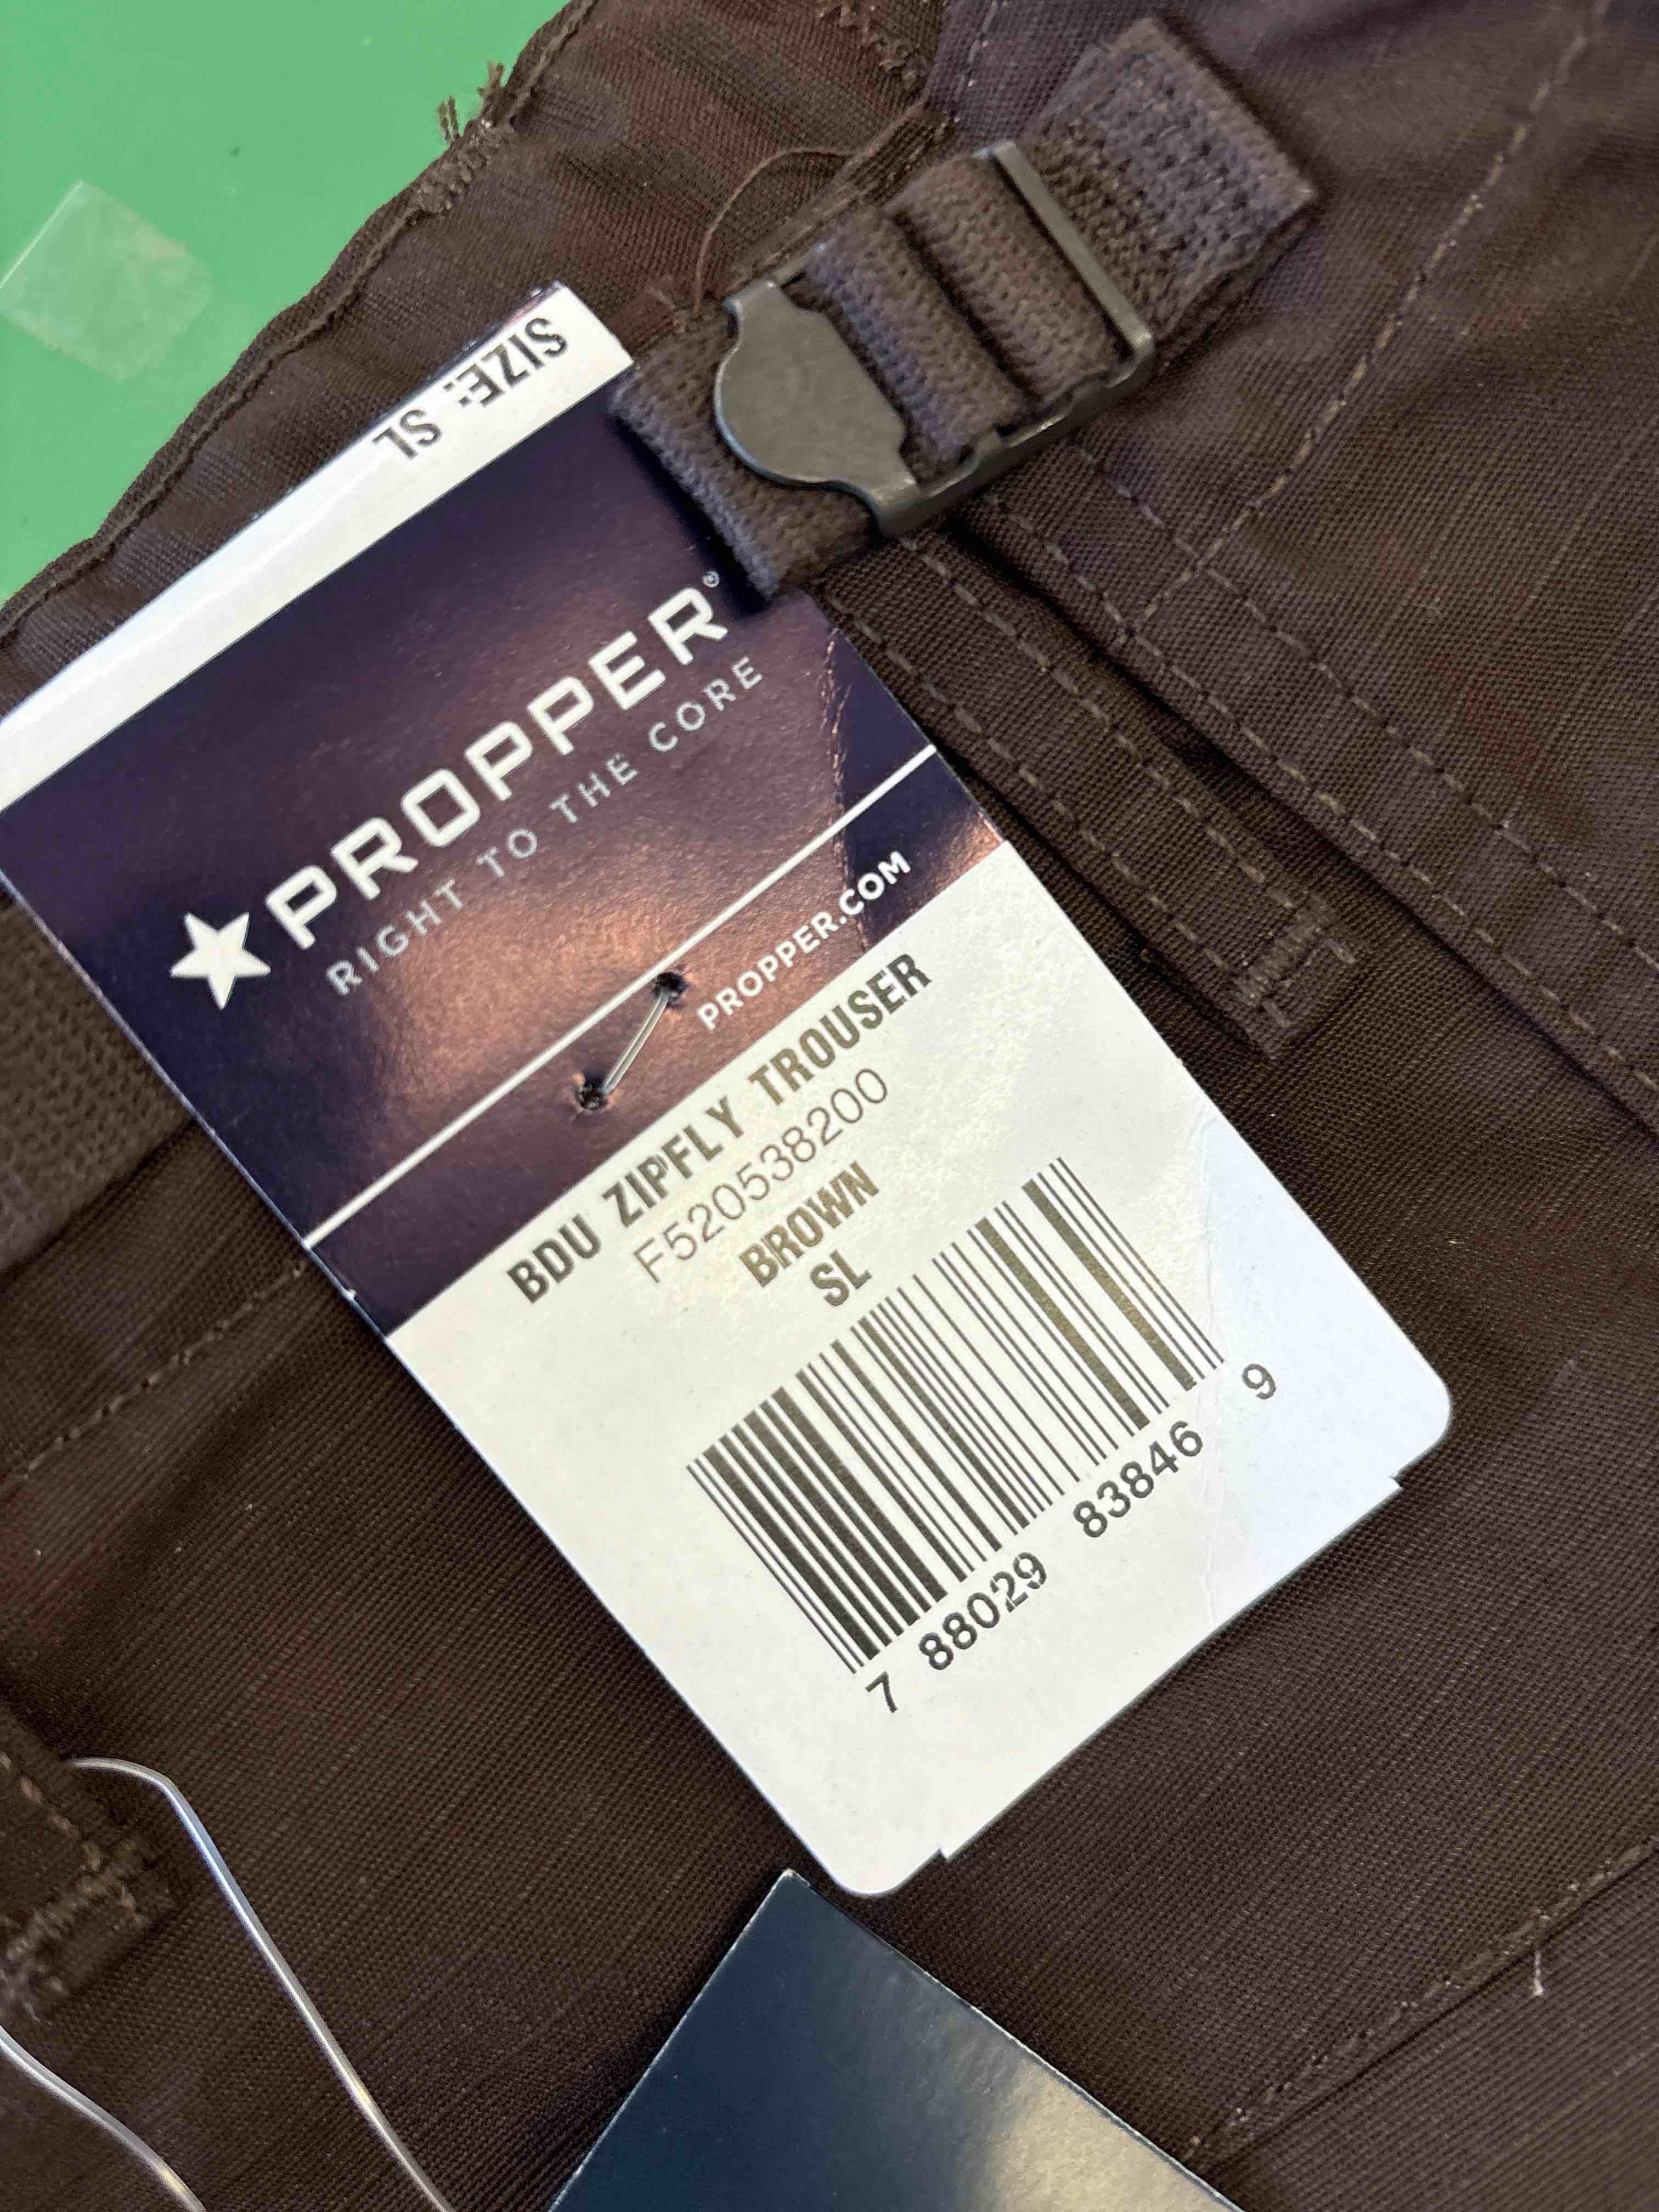 SIZE: SL
PROPPER®
RIGHT TO THE CORE
PROPPER.COM
BDU ZIPFLY TROUSER
F520538200
BROWN
SL
7 88029 83846 9